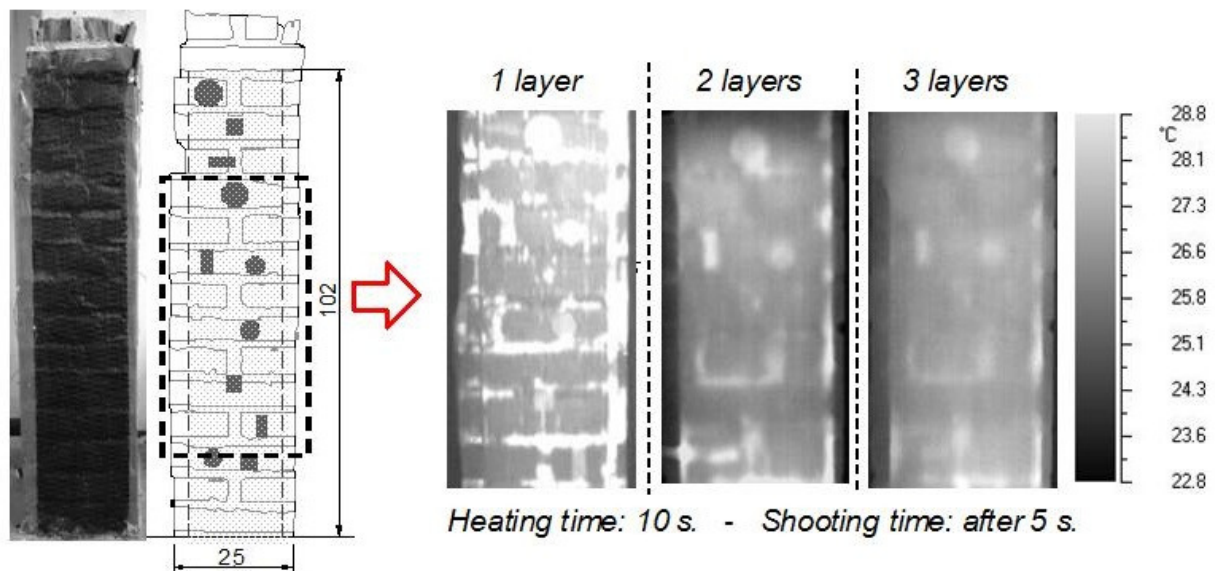 1 layer
2 layers
3 layers
28.8
°C
28.1
27.3
26.6
25.8
25.1
24.3
23.6
22.8
102
25
Heating time: 10 s. - Shooting time: after 5 s.